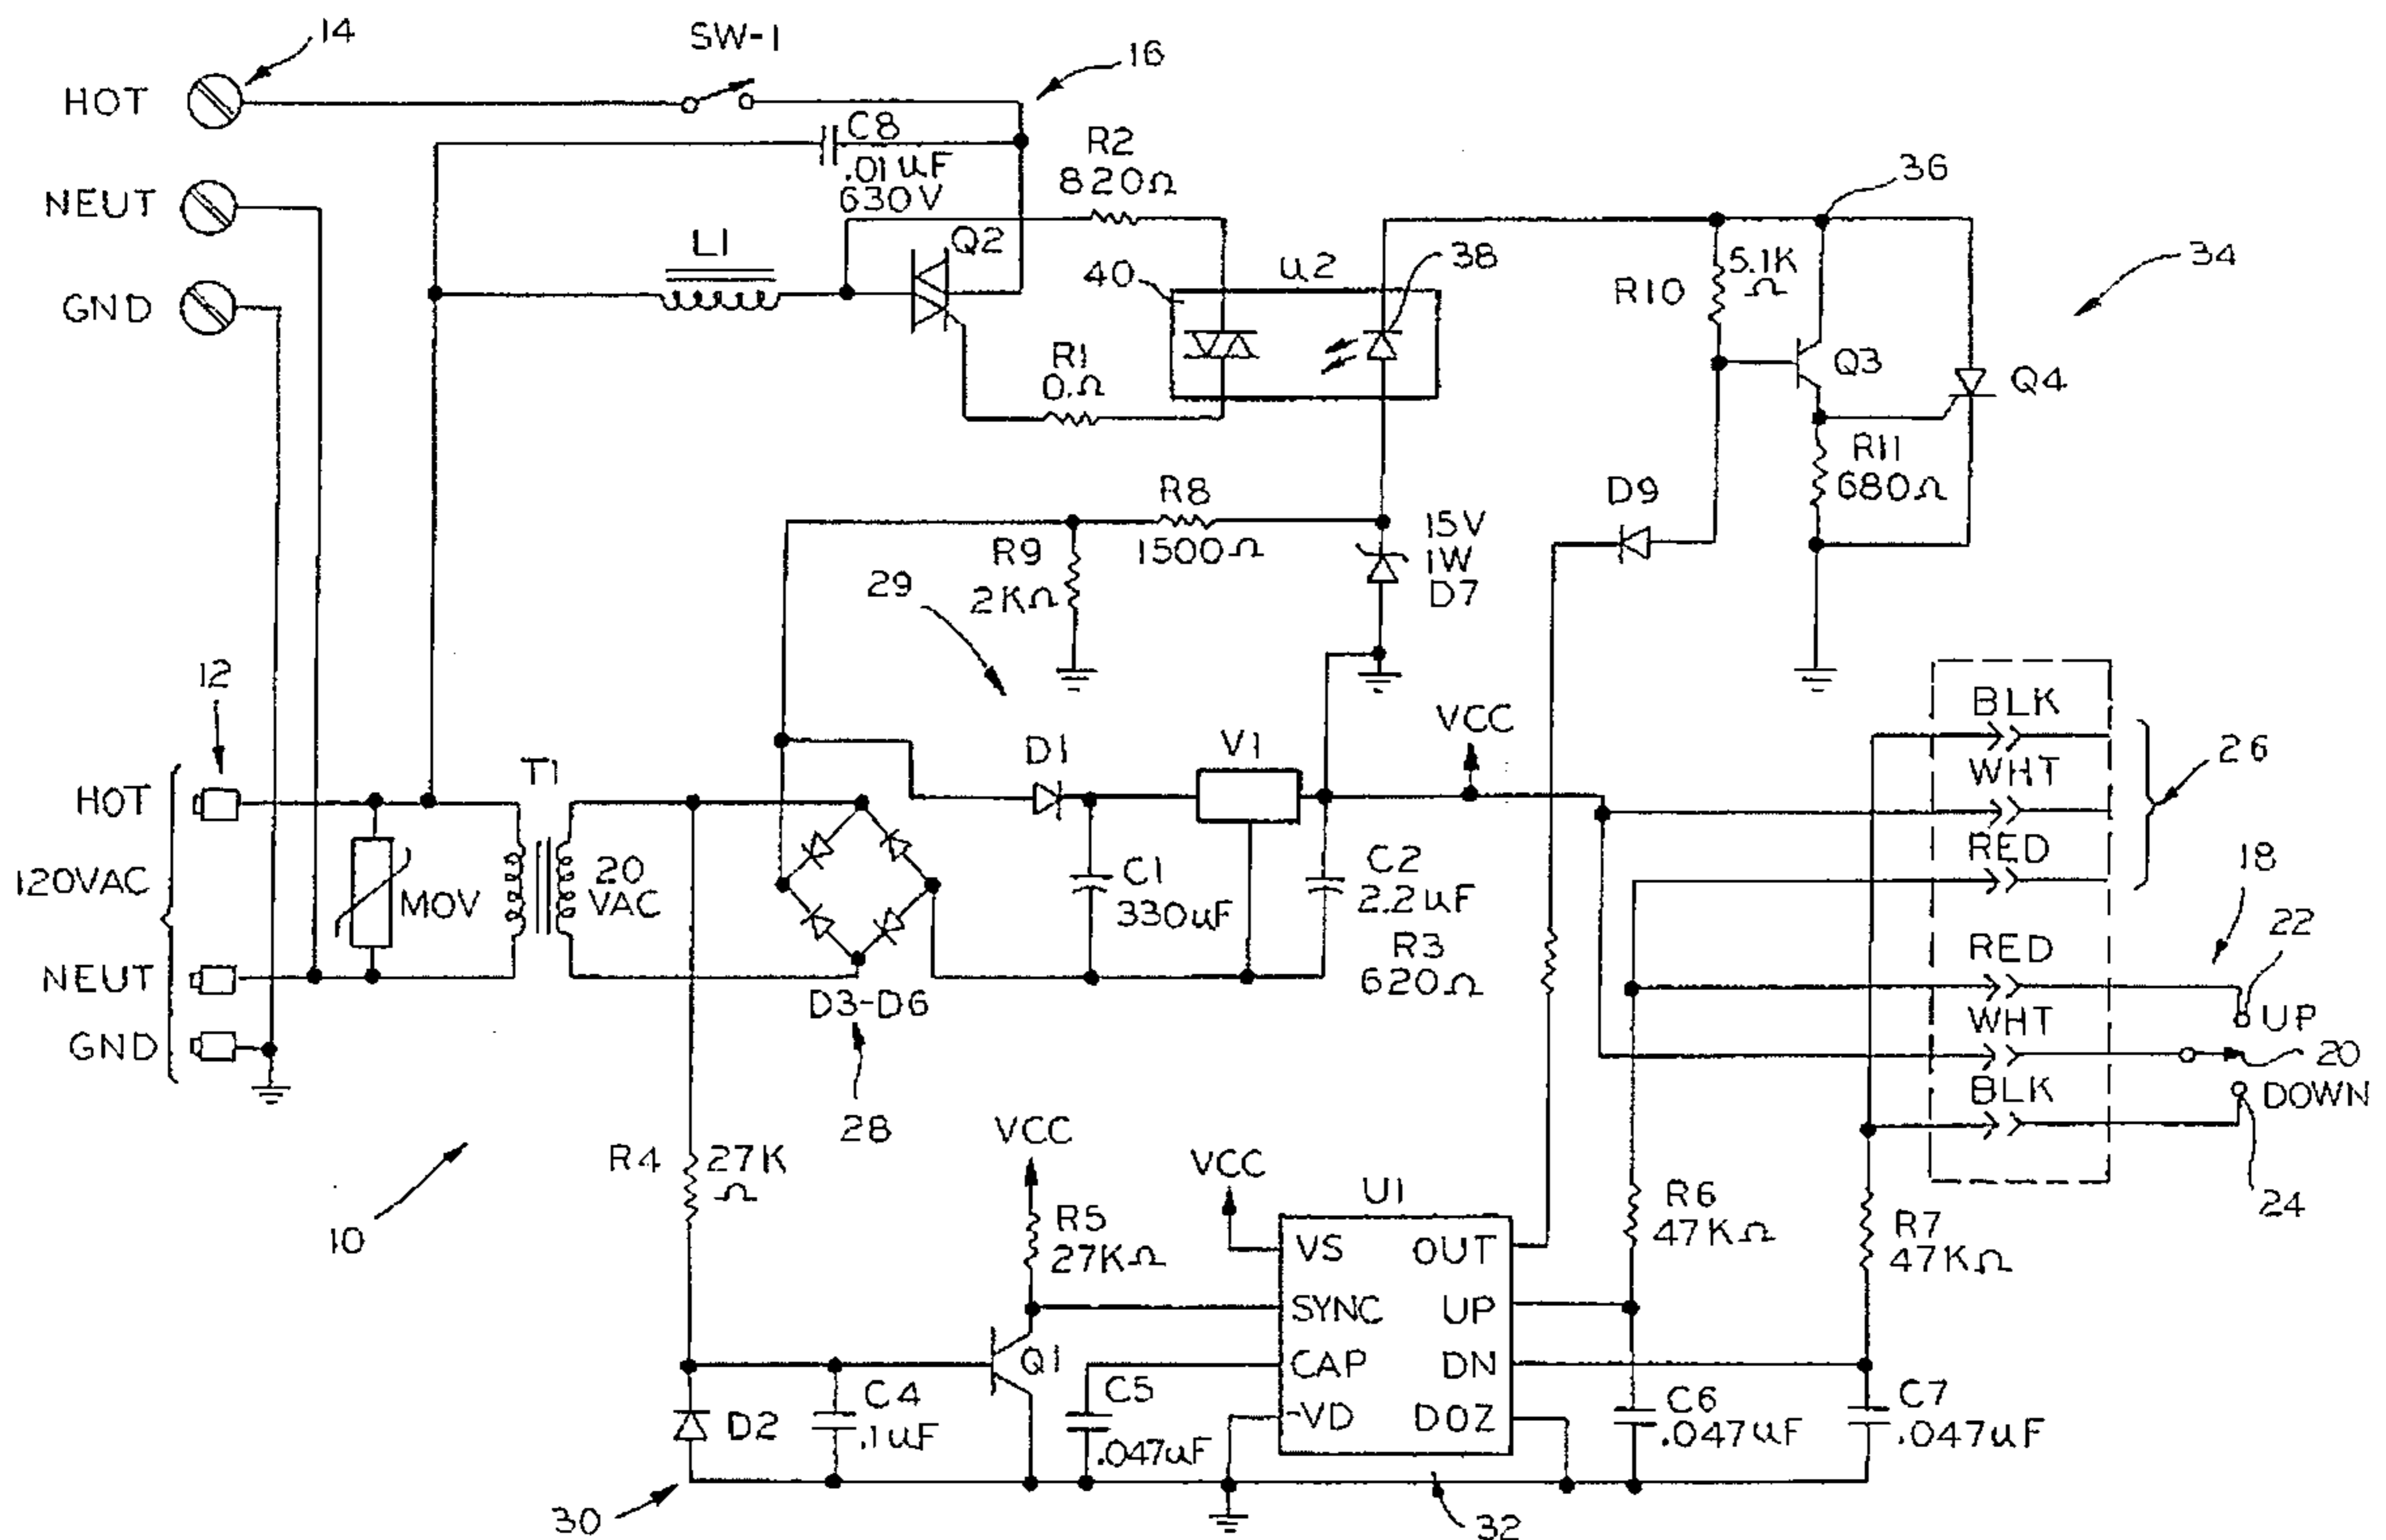 14
SW-1
16
HOT
C8
.01uF
630V
R2
820Ω
36
NEUT
L1
Q2
40
u2
38
5.1K
Ω
R10
34
GND
R1
0.Ω
Q3
Q4
R11
680Ω
R8
1500Ω
R9
2KΩ
15V
1W
D7
D9
29
12
BLK
WHT
RED
26
VCC
D1
V1
T1
HOT
120VAC
MOV
20
VAC
C1
330uF
C2
2.2uF
R3
620Ω
18
22
RED
UP
WHT
20
BLK
DOWN
24
NEUT
GND
D3-D6
28
10
R4
27K
Ω
VCC
R5
27KΩ
VCC
U1
VS
OUT
SYNC
UP
CAP
DN
-VD
DOZ
R6
47KΩ
R7
47KΩ
Q1
D2
C4
.1uF
C5
.047uF
C6
.047uF
C7
.047uF
30
32